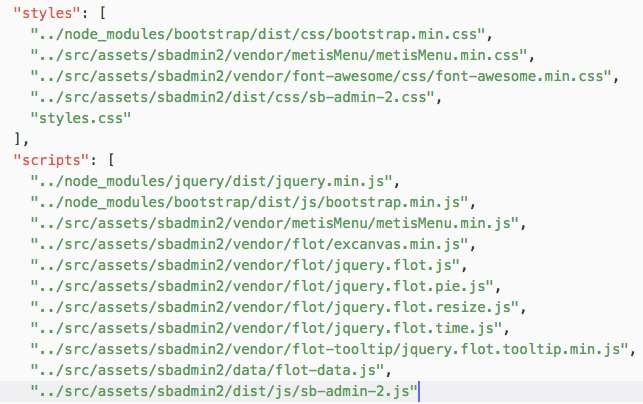 "styles": [
"../node_modules/bootstrap/dist/css/bootstrap.min.css",
"../src/assets/sbadmin2/vendor/metisMenu/metisMenu.min.css",
"../src/assets/sbadmin2/vendor/font-awesome/css/font-awesome.min.css",
"../src/assets/sbadmin2/dist/css/sb-admin-2.css",
"styles.css"
],
"scripts": [
"../node_modules/jquery/dist/jquery.min.js",
"../node_modules/bootstrap/dist/js/bootstrap.min.js",
"../src/assets/sbadmin2/vendor/metisMenu/metisMenu.min.js",
"../src/assets/sbadmin2/vendor/flot/excanvas.min.js",
"../src/assets/sbadmin2/vendor/flot/jquery.flot.js",
"../src/assets/sbadmin2/vendor/flot/jquery.flot.pie.js",
"../src/assets/sbadmin2/vendor/flot/jquery.flot.resize.js",
"../src/assets/sbadmin2/vendor/flot/jquery.flot.time.js",
"../src/assets/sbadmin2/vendor/flot-tooltip/jquery.flot.tooltip.min.js",
"../src/assets/sbadmin2/data/flot-data.js",
"../src/assets/sbadmin2/dist/js/sb-admin-2.js"